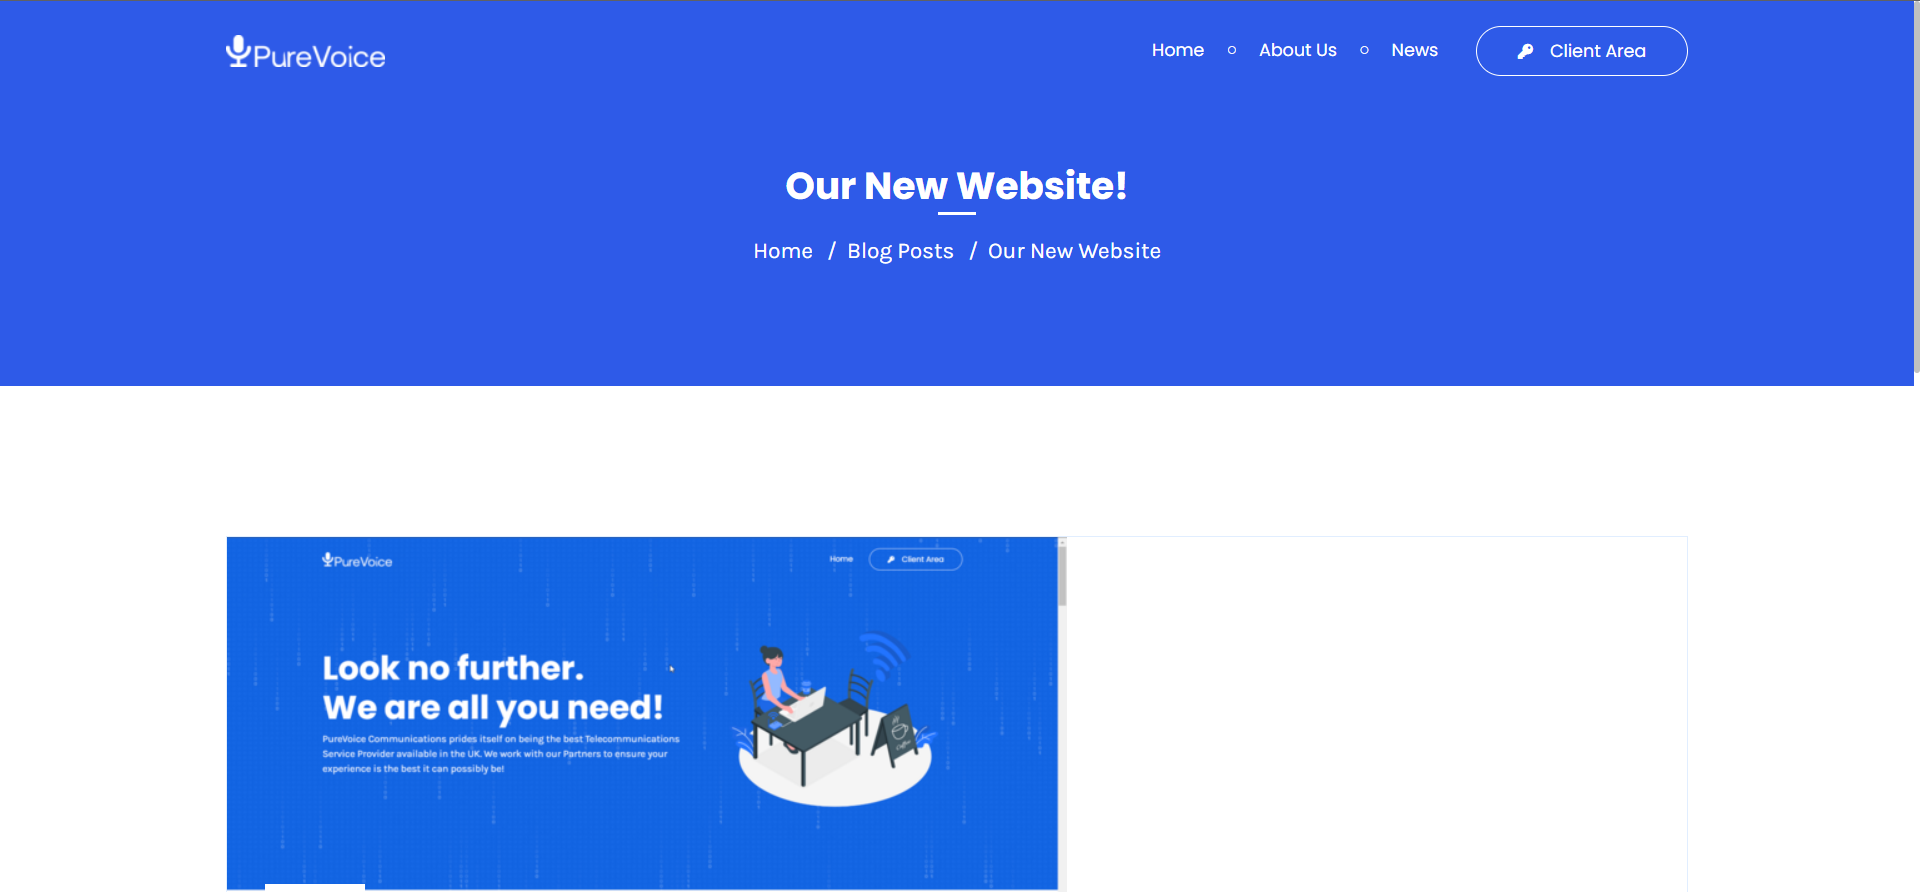 PureVoice
Home
About Us
News
Client Area
Our New Website!
Home / Blog Posts / Our New Website
PureVoice
Home
Client Area
Look no further.
We are all you need!
PureVoice Communications prides itself on being the best Telecommunications
Service Provider available in the UK. We work with our Partners to ensure your
experience is the best it can possibly be!
Coffee